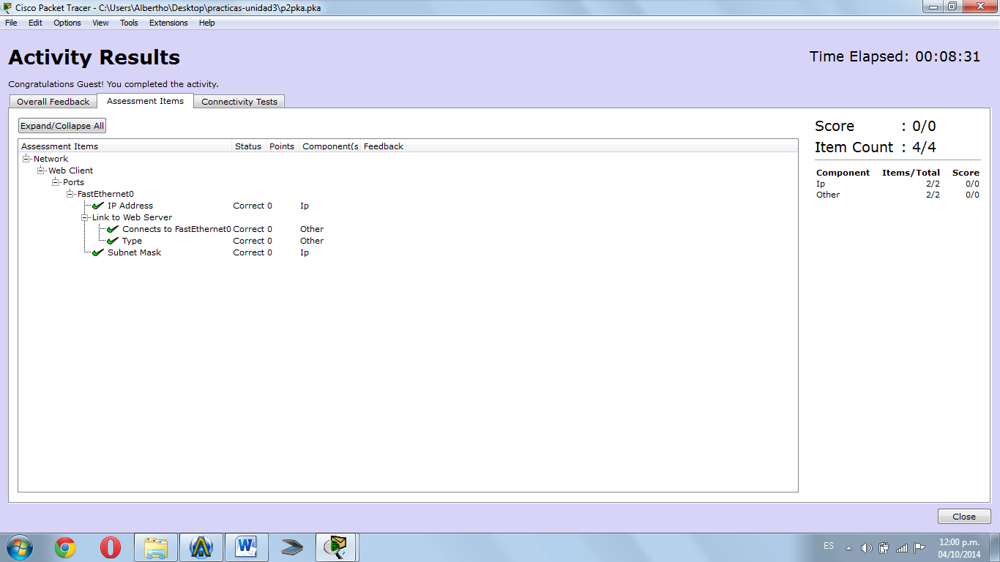 Cisco Packet Tracer - C:\Users\Albertho\Desktop\practicas-unidad3\p2pka.pka
File Edit Options View Tools Extensions Help
Activity Results
Time Elapsed: 00:08:31
Congratulations Guest! You completed the activity.
Overall Feedback Assessment Items Connectivity Tests
Expand/Collapse All
Assessment Items Status Points Component(s Feedback
Network
Web Client
Ports
FastEthernet0
IP Address Correct 0 Ip
Link to Web Server
Connects to FastEthernet0 Correct 0 Other
Type Correct 0 Other
Subnet Mask Correct 0 Ip
Score : 0/0
Item Count : 4/4
Component Items/Total Score
Ip 2/2 0/0
Other 2/2 0/0
Close
ES
12:00 p.m.
04/10/2014